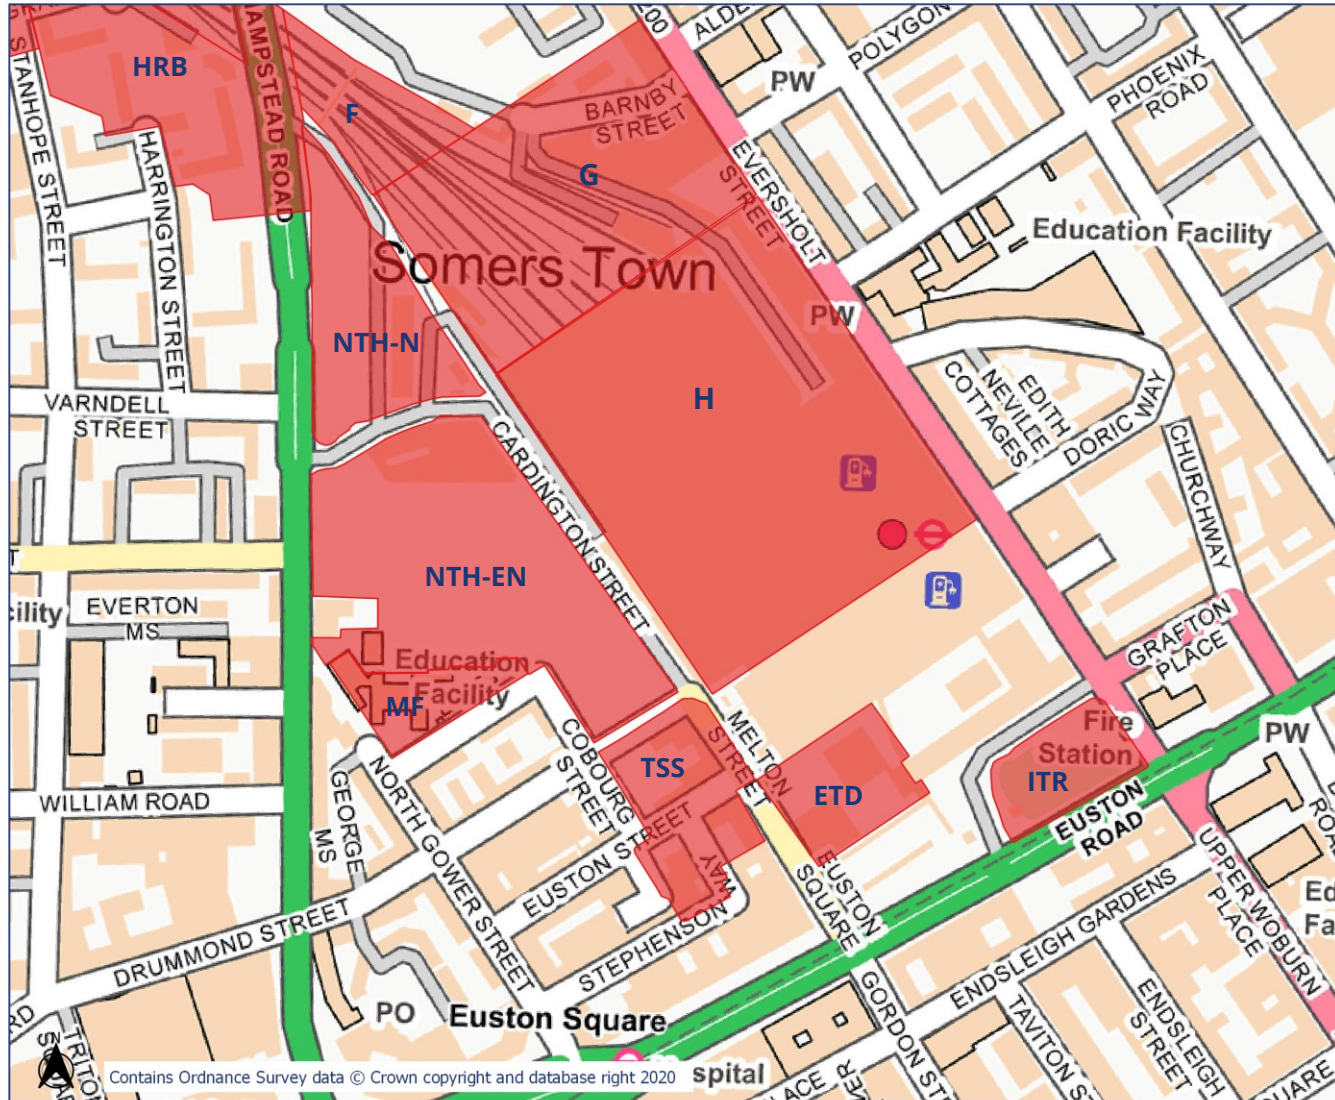 HRB
F
STANHOPE STREET
HARRINGTON STREET
HAMPSTEAD ROAD
BARNBY
STREET
G
EVERSHOLT
STREET
PW
POLYGON
PHOENIX
ROAD
Education Facility
Somers Town
NTH-N
H
PW
VARNDELL
STREET
CARDINGTON STREET
COTTAGES
NEVILLE
EDITH
DORIC WAY
CHURCHWAY
NTH-EN
EVERTON
MS
Education
Facility
MF
GRAFTON
PLACE
Fire
Station
ITR
PW
TSS
MELTON
STREET
ETD
EUSTON
ROAD
WILLIAM ROAD
GEORGE
MS
NORTH GOWER STREET
COBOURG
STREET
EUSTON STREET
WAY
STEPHENSON
EUSTON
SQUARE
UPPER WOBURN
PLACE
DRUMMOND STREET
ENDSLEIGH GARDENS
PO
Euston Square
GORDON ST
TAVITON S
ENDSLEIGH
STREET
Contains Ordnance Survey data © Crown copyright and database right 2020
spital